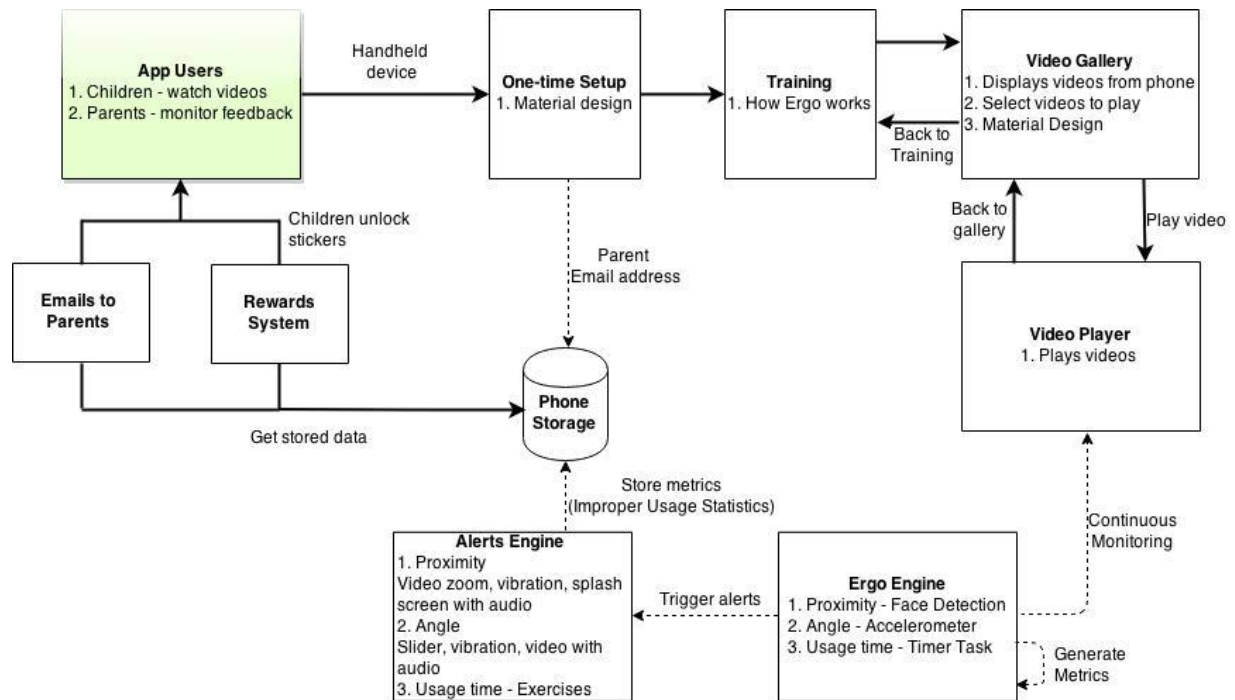 App Users
1. Children - watch videos
2. Parents - monitor feedback
Handheld
device
One-time Setup
1. Material design
Training
1. How Ergo works
Video Gallery
1. Displays videos from phone
2. Select videos to play
3. Material Design
Back to
Training
Children unlock
stickers
Back to
gallery
Play video
Parent
Email address
Emails to
Parents
Rewards
System
Video Player
1. Plays videos
Phone
Storage
Get stored data
Store metrics
(Improper Usage Statistics)
Continuous
Monitoring
Alerts Engine
1. Proximity
Video zoom, vibration, splash
screen with audio
2. Angle
Slider, vibration, video with
audio
3. Usage time - Exercises
Trigger alerts
Ergo Engine
1. Proximity - Face Detection
2. Angle - Accelerometer
3. Usage time - Timer Task
Generate
Metrics